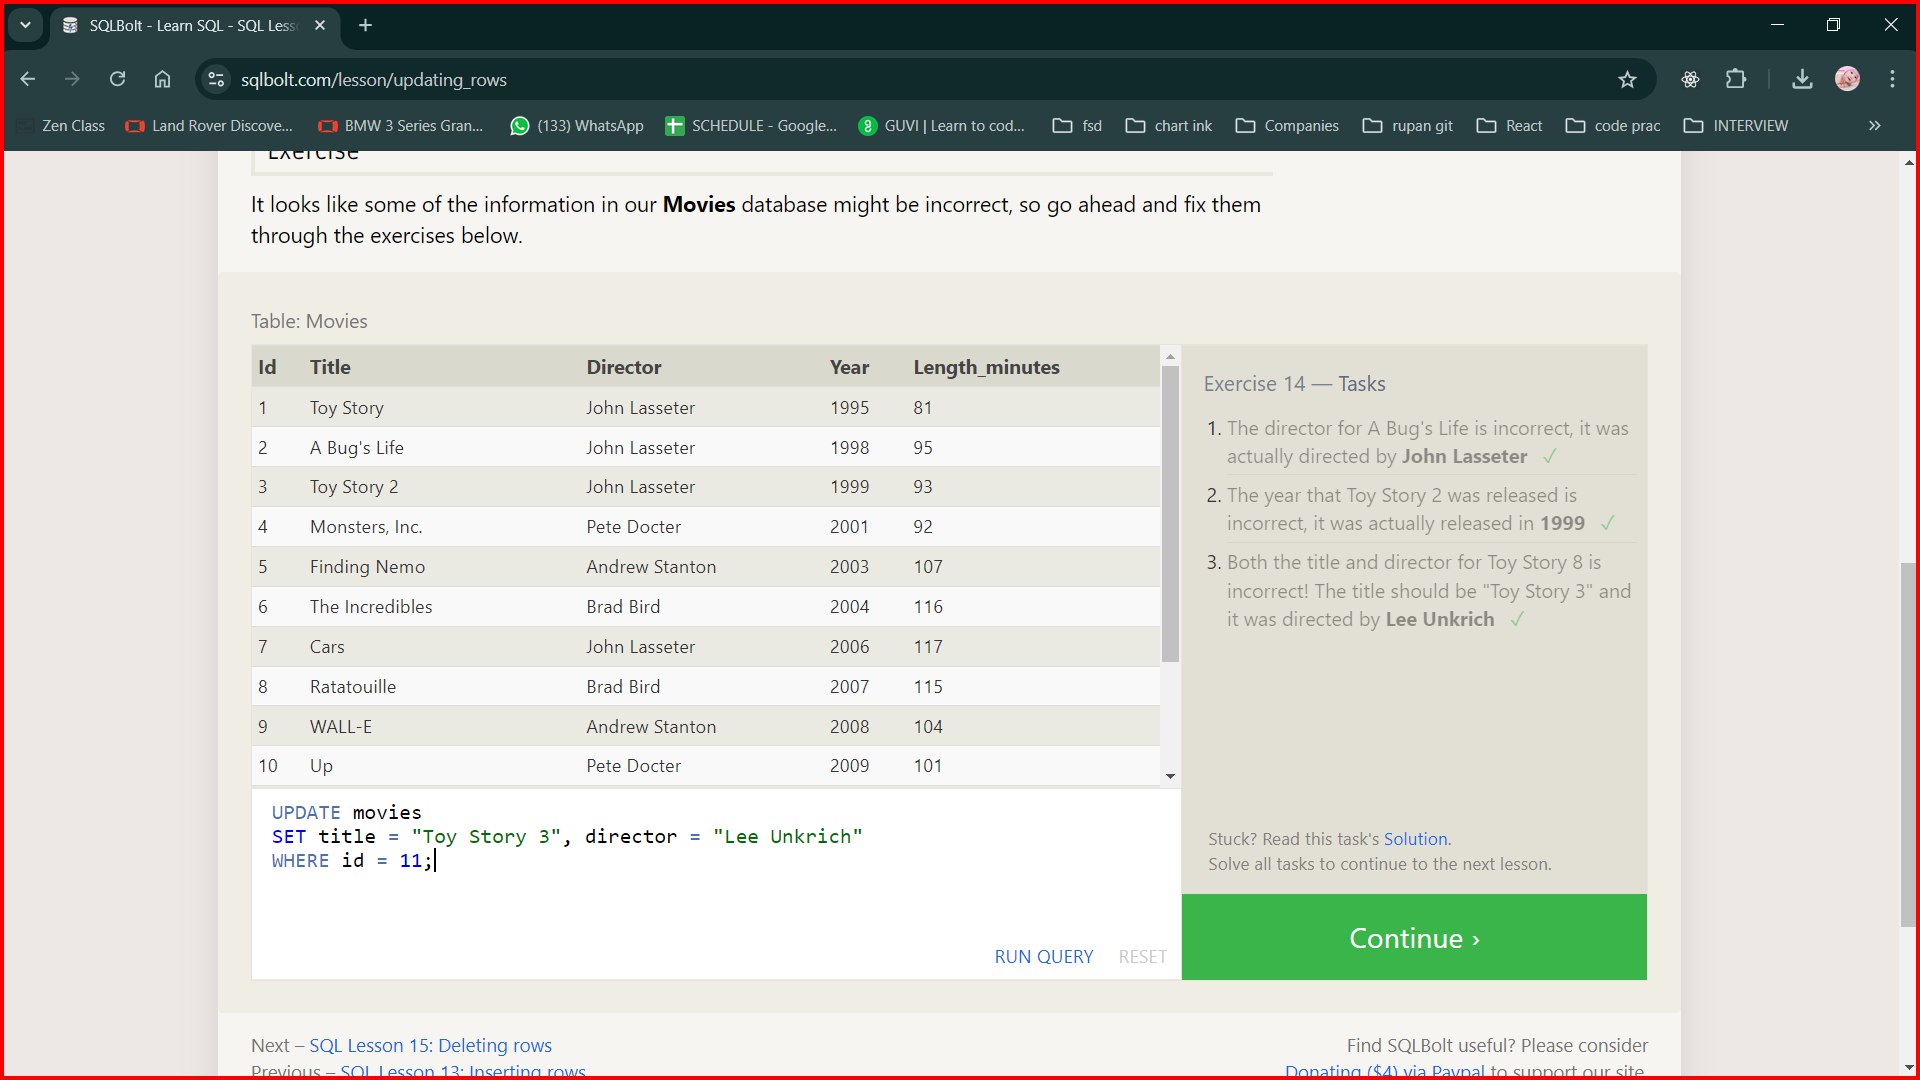 SQLBolt - Learn SQL - SQL Less
sqlbolt.com/lesson/updating_rows
Zen Class Land Rover Discove... BMW 3 Series Gran... (133) WhatsApp SCHEDULE - Google... GUVI | Learn to cod... fsd chart ink Companies rupan git React code prac INTERVIEW »
Exercise
It looks like some of the information in our Movies database might be incorrect, so go ahead and fix them
through the exercises below.
Table: Movies
Id Title Director Year Length_minutes
1 Toy Story John Lasseter 1995 81
2 A Bug's Life John Lasseter 1998 95
3 Toy Story 2 John Lasseter 1999 93
4 Monsters, Inc. Pete Docter 2001 92
5 Finding Nemo Andrew Stanton 2003 107
6 The Incredibles Brad Bird 2004 116
7 Cars John Lasseter 2006 117
8 Ratatouille Brad Bird 2007 115
9 WALL-E Andrew Stanton 2008 104
10 Up Pete Docter 2009 101
UPDATE movies
SET title = "Toy Story 3", director = "Lee Unkrich"
WHERE id = 11;
RUN QUERY RESET
Exercise 14 — Tasks
1. The director for A Bug's Life is incorrect, it was
actually directed by John Lasseter ✓
2. The year that Toy Story 2 was released is
incorrect, it was actually released in 1999 ✓
3. Both the title and director for Toy Story 8 is
incorrect! The title should be "Toy Story 3" and
it was directed by Lee Unkrich ✓
Stuck? Read this task's Solution.
Solve all tasks to continue to the next lesson.
Continue ›
Next – SQL Lesson 15: Deleting rows
Previous – SQL Lesson 13: Inserting rows
Find SQLBolt useful? Please consider
Donating ($4) via Paypal to support our site.